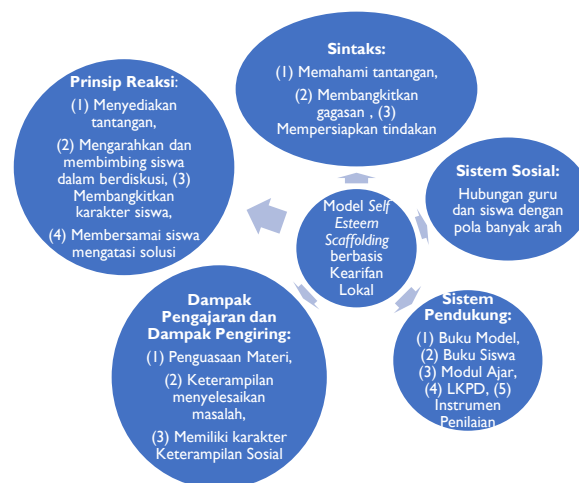 Sintaks:
(1) Memahami tantangan,
(2) Membangkitkan
gagasan , (3)
Mempersiapkan tindakan
Prinsip Reaksi:
(1) Menyediakan
tantangan,
(2) Mengarahkan dan
membimbing siswa
dalam berdiskusi, (3)
Membangkitkan
karakter siswa,
(4) Membersamai siswa
mengatasi solusi
Sistem Sosial:
Hubungan guru
dan siswa dengan
pola banyak arah
Model Self
Esteem
Scaffolding
berbasis
Kearifan
Lokal
Dampak
Pengajaran dan
Dampak Pengiring:
(1) Penguasaan Materi,
(2) Keterampilan
menyelesaikan
masalah,
(3) Memiliki karakter
Keterampilan Sosial
Sistem
Pendukung:
(1) Buku Model,
(2) Buku Siswa
(3) Modul Ajar,
(4) LKPD, (5)
Instrumen
Penilaian